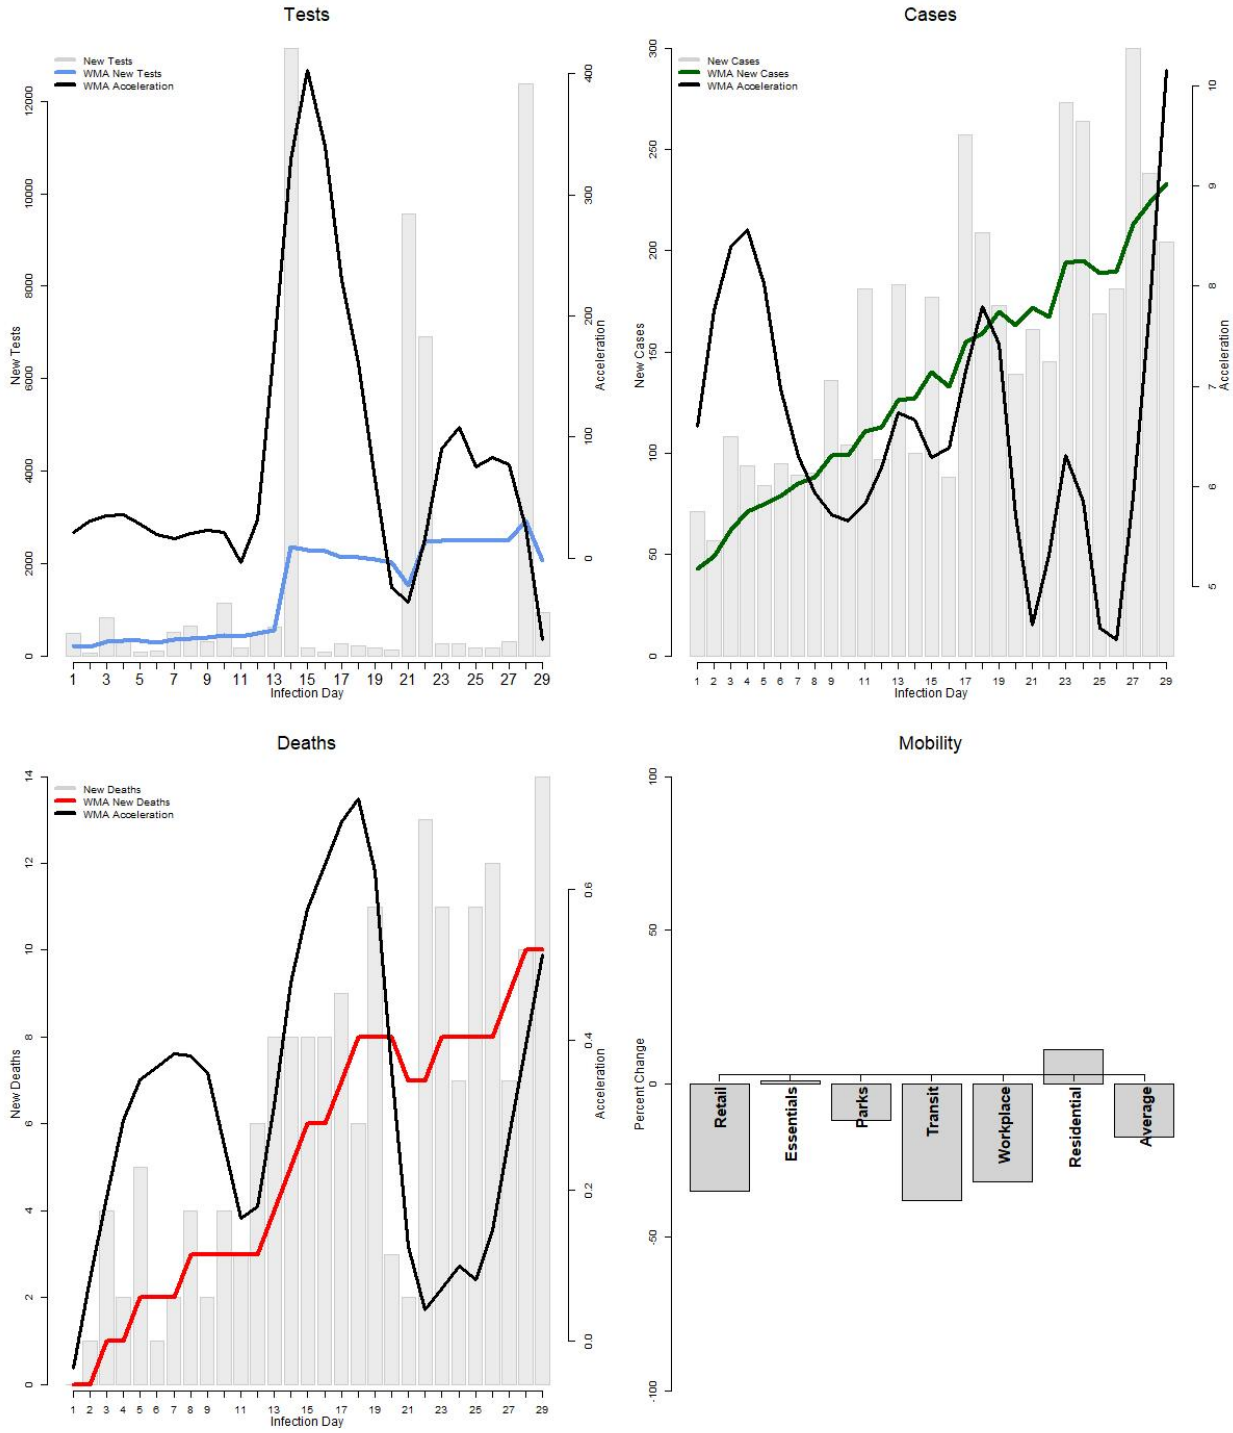 Tests
New Tests
WMA New Tests
WMA Acceleration
New Tests
0
2000
4000
6000
8000
10000
12000
Acceleration
0
100
200
300
400
1 3 5 7 9 11 13 15 17 19 21 23 25 27 29
Infection Day
Cases
New Cases
WMA New Cases
WMA Acceleration
New Cases
0
50
100
150
200
250
300
Acceleration
5
6
7
8
9
10
1 2 3 4 5 6 7 8 9 11 13 15 17 19 21 23 25 27 29
Infection Day
Deaths
New Deaths
WMA New Deaths
WMA Acceleration
New Deaths
0
2
4
6
8
10
12
14
Acceleration
0.0
0.2
0.4
0.6
1 2 3 4 5 6 7 8 9 11 13 15 17 19 21 23 25 27 29
Infection Day
Mobility
Percent Change
-100
-50
0
50
100
Retail
Essentials
Parks
Transit
Workplace
Residential
Average